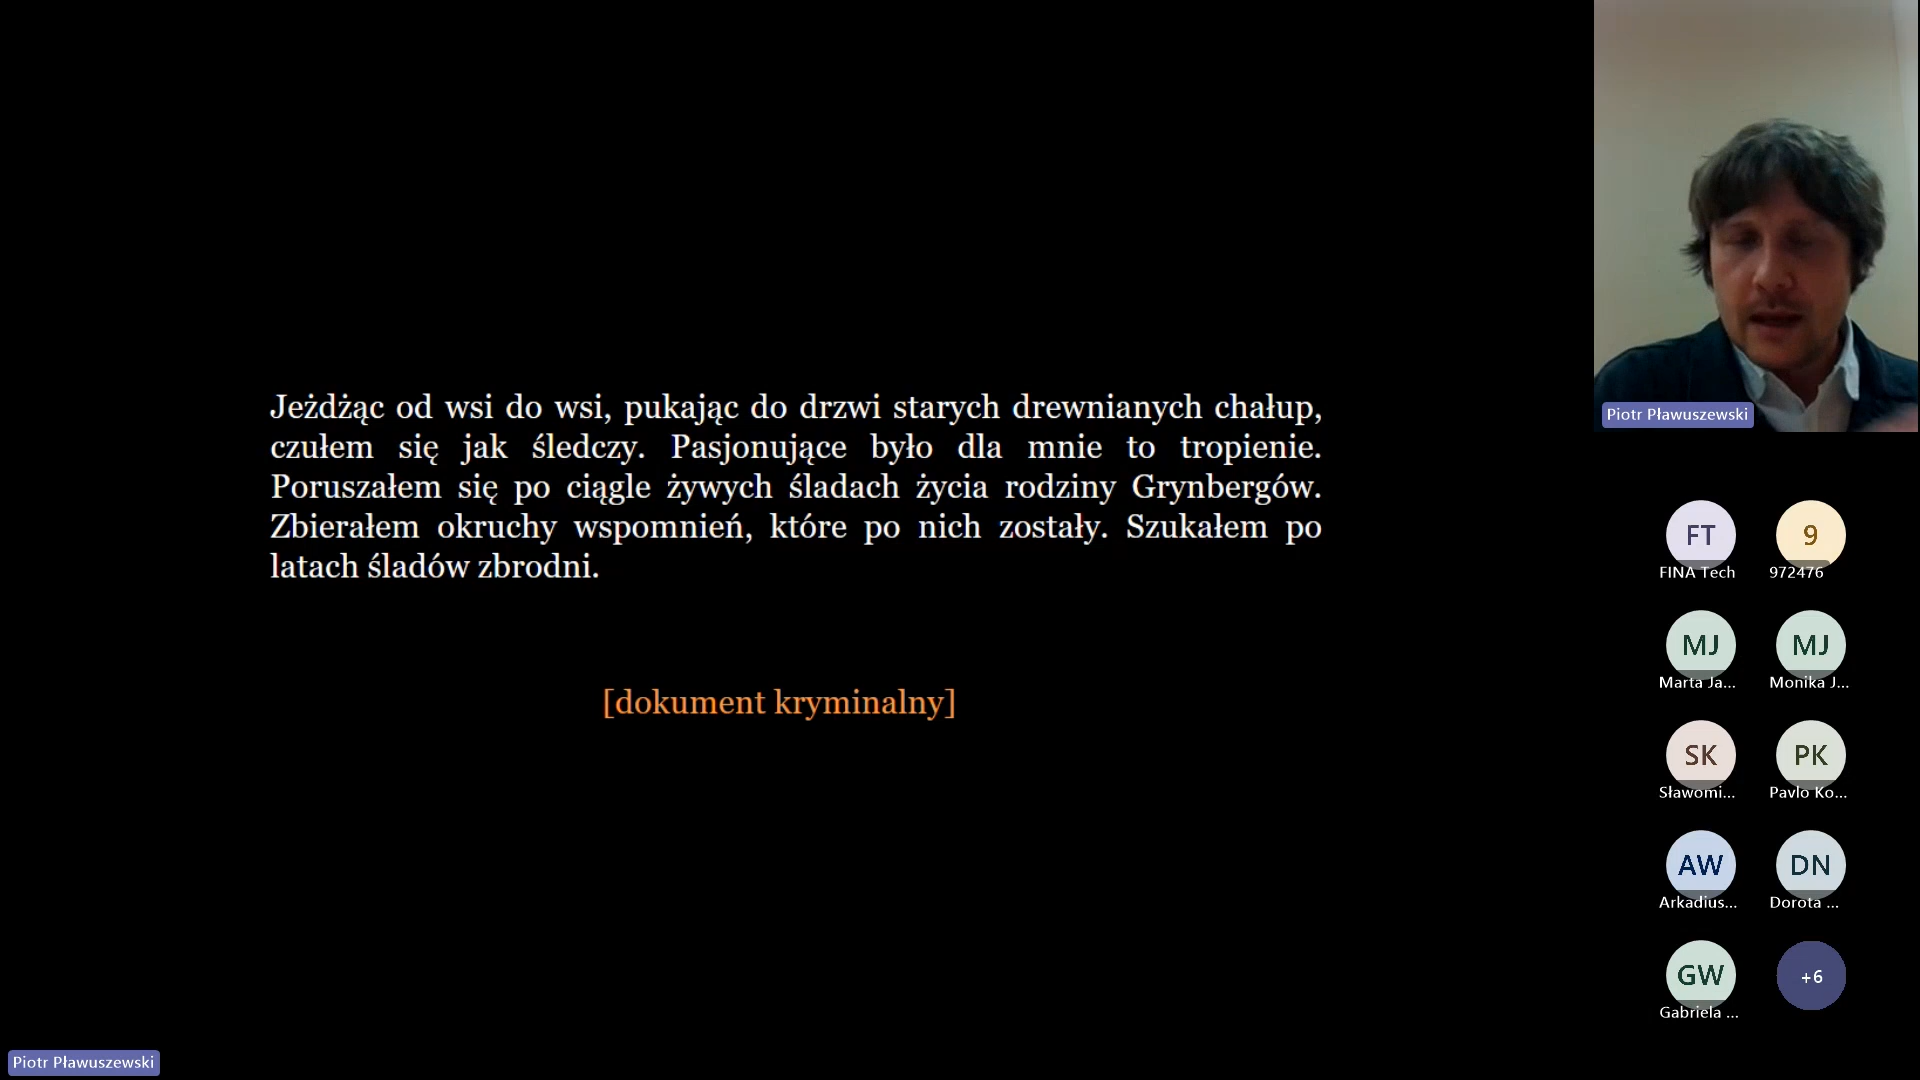 Jeżdżąc od wsi do wsi, pukając do drzwi starych drewnianych chałup,
czułem się jak śledczy. Pasjonujące było dla mnie to tropienie.
Poruszałem się po ciągle żywych śladach życia rodziny Grynbergów.
Zbierałem okruchy wspomnień, które po nich zostały. Szukałem po
latach śladów zbrodni.
[dokument kryminalny]
Piotr Pławuszewski
Piotr Pławuszewski
FT
FINA Tech
9
972476
MJ
Marta Ja...
MJ
Monika J...
SK
Sławomi...
PK
Pavlo Ko...
AW
Arkadius...
DN
Dorota ...
GW
Gabriela ...
+6